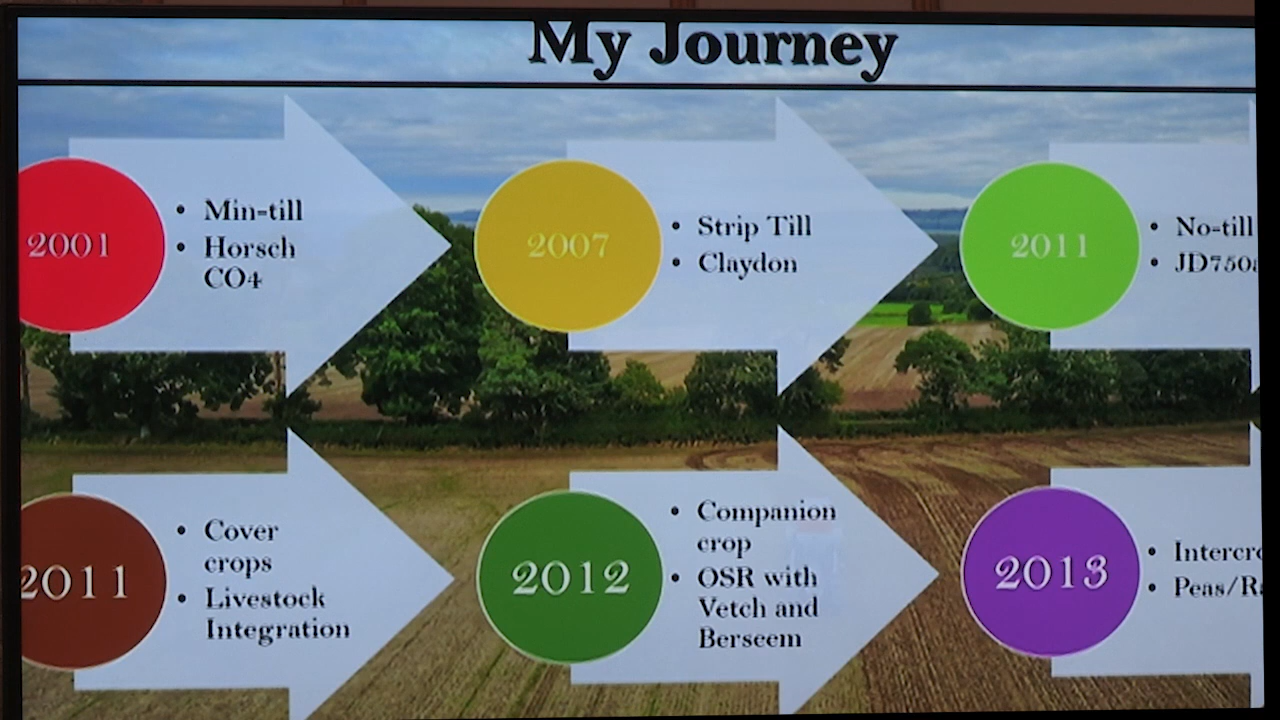 My Journey
2001
• Min-till
• Horsch
CO4
2007
• Strip Till
• Claydon
2011
• No-till
2011
• Cover
crops
• Livestock
Integration
2012
• Companion
crop
• OSR with
Vetch and
Berseem
2013